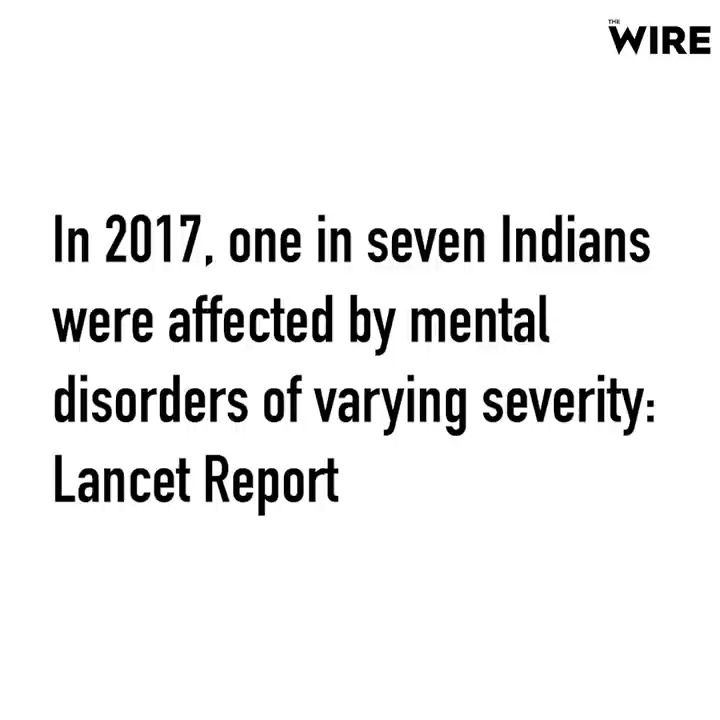 THE
WIRE
In 2017, one in seven Indians
were affected by mental
disorders of varying severity:
Lancet Report